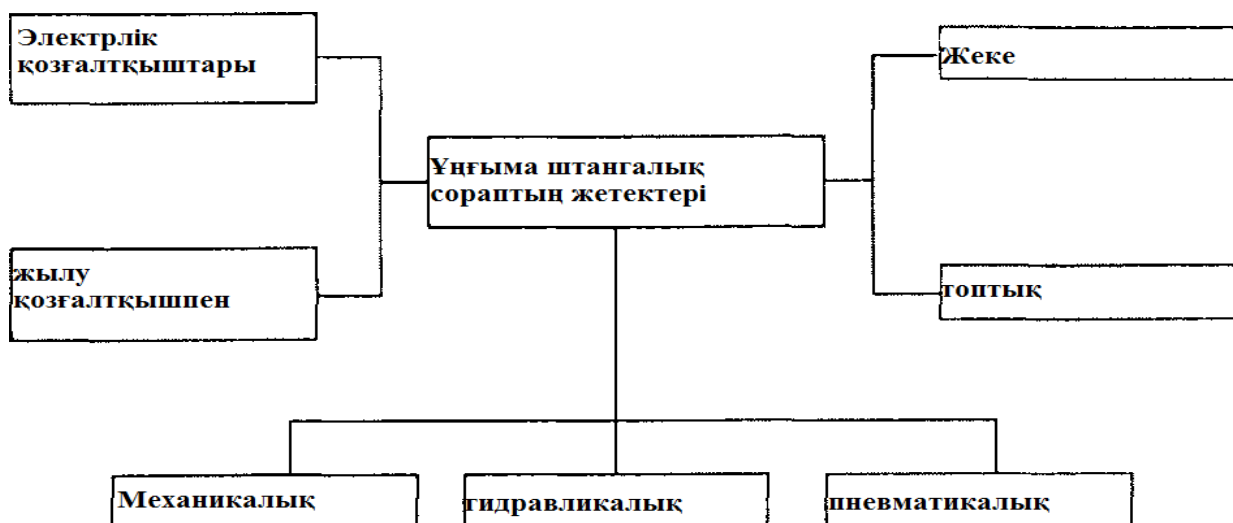 Электрлік
қозғалтқыштары
Жеке
Ұңғыма штангалық
сораптың жетектері
жылу
қозғалтқышпен
топтық
Механикалық
гидравликалық
пневматикалық